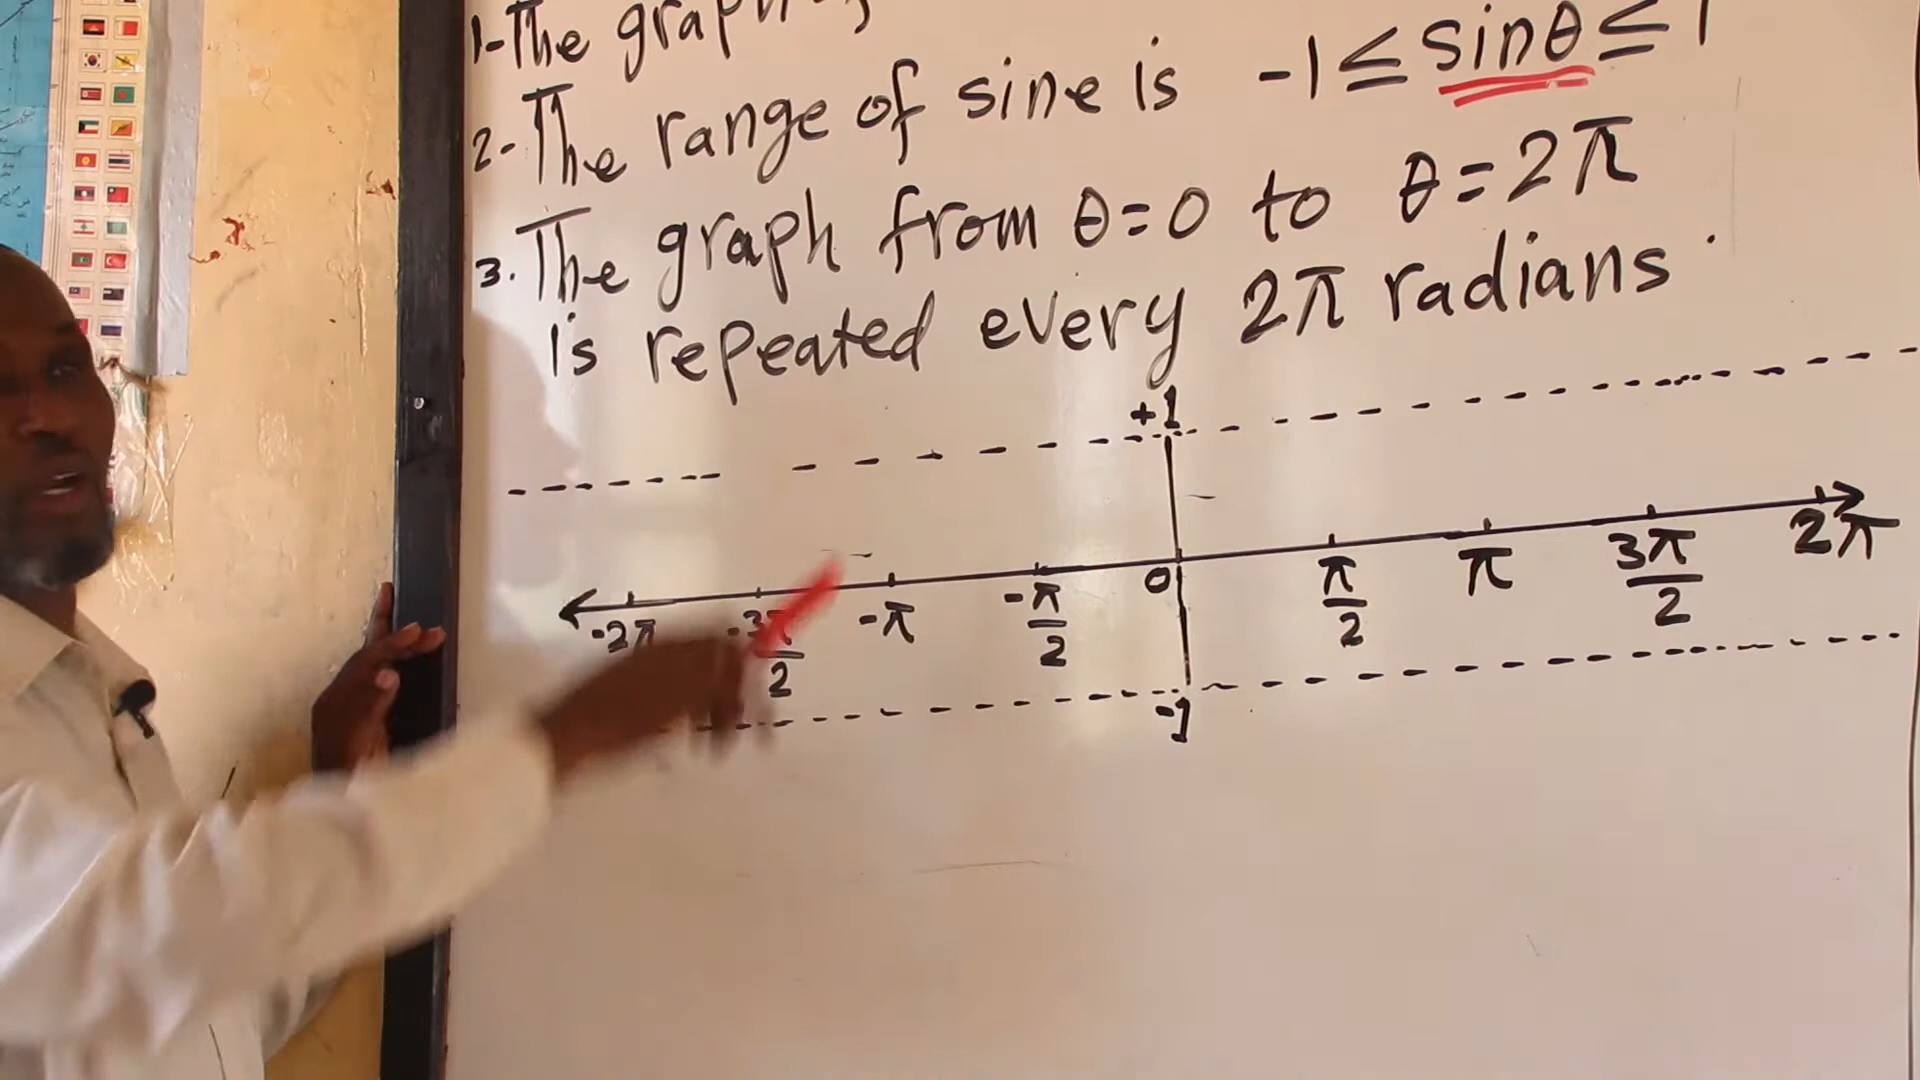 1-The graph
2-The range of sine is -1≤sinθ≤1
3. The graph from θ=0 to θ=2π
is repeated every 2π radians.
+1
-2π -3π/2 -π -π/2 0 π/2 π 3π/2 2π
-1